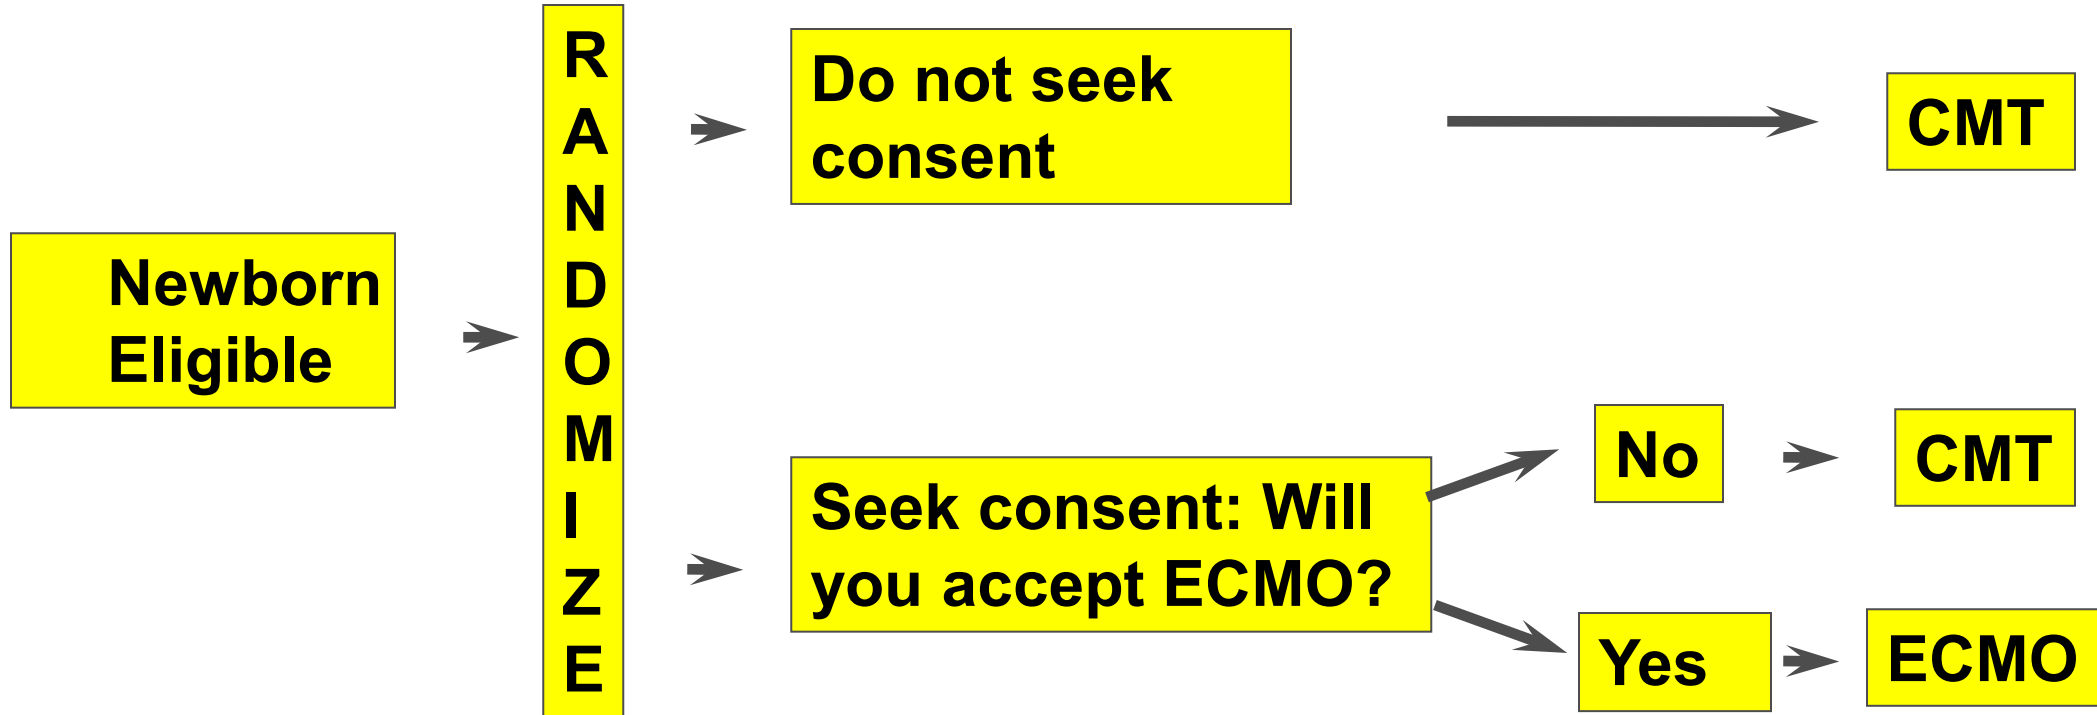 Newborn
Eligible
R
A
N
D
O
M
I
Z
E
Do not seek
consent
CMT
Seek consent: Will
you accept ECMO?
No
CMT
Yes
ECMO